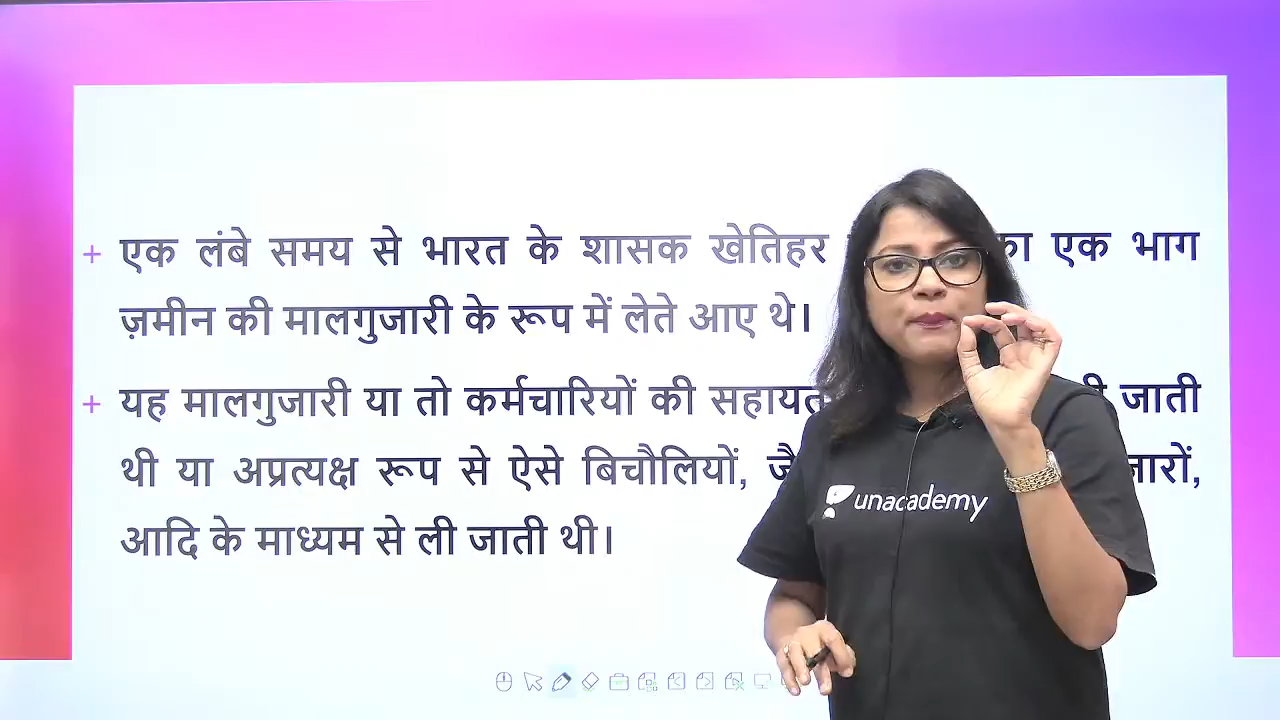 + एक लंबे समय से भारत के शासक खेतिहर का एक भाग
ज़मीन की मालगुजारी के रूप में लेते आए थे।
+ यह मालगुजारी या तो कर्मचारियों की सहायत जाती
थी या अप्रत्यक्ष रूप से ऐसे बिचौलियों,
आदि के माध्यम से ली जाती थी।
unacademy